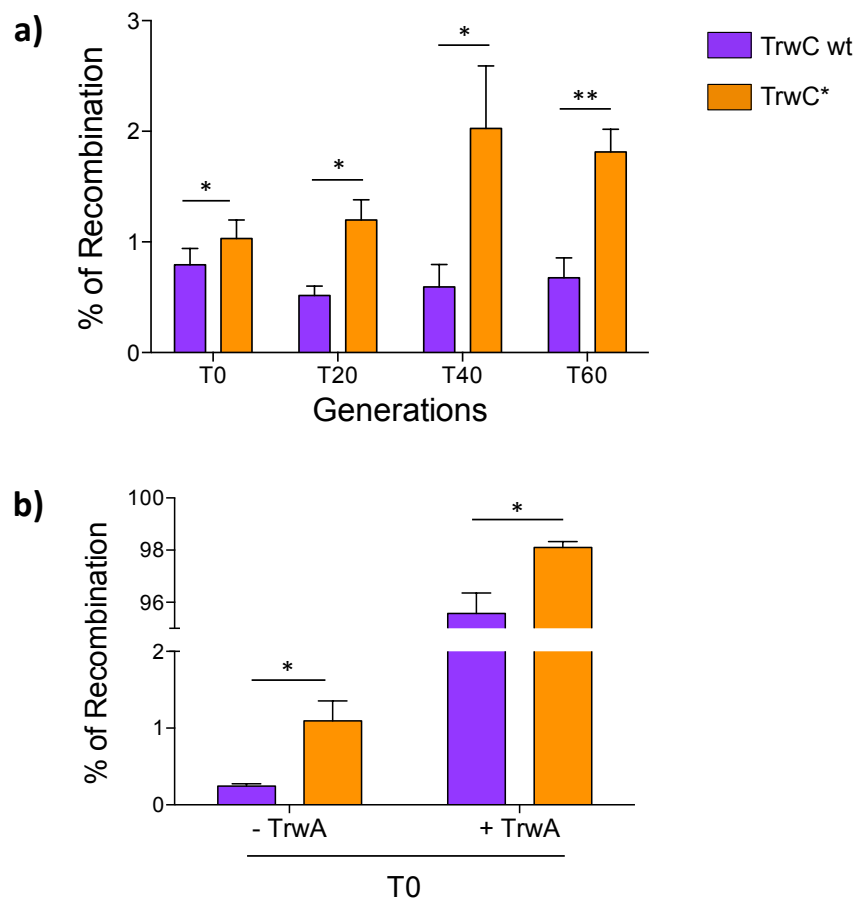 a)
% of Recombination
3
2
1
0
*
*
*
**
T0
T20
T40
T60
Generations
TrwC wt
TrwC*
b)
% of Recombination
100
98
96
2
1
0
*
*
- TrwA
+ TrwA
T0